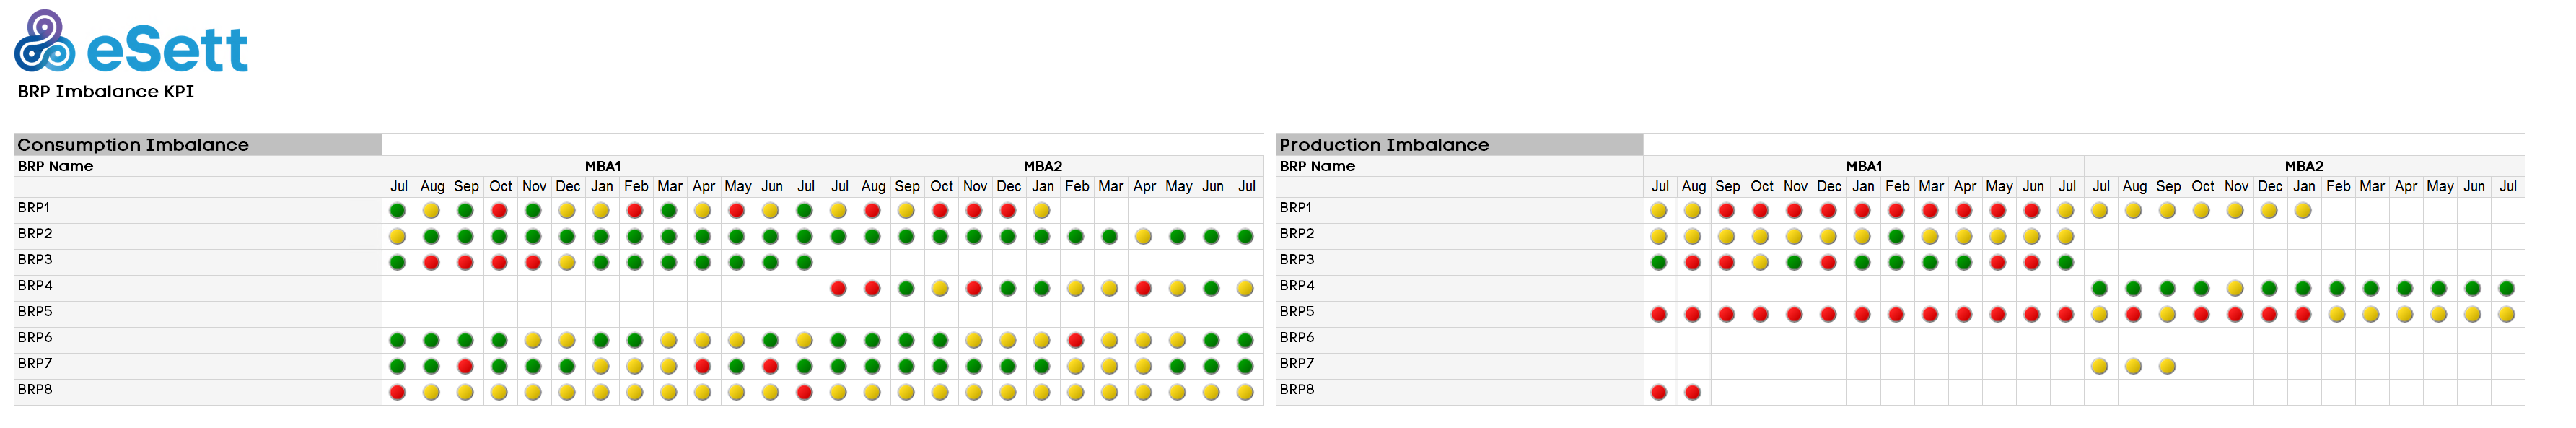 eSett
BRP Imbalance KPI
Consumption Imbalance
BRP Name MBA1 MBA2
Jul Aug Sep Oct Nov Dec Jan Feb Mar Apr May Jun Jul Jul Aug Sep Oct Nov Dec Jan Feb Mar Apr May Jun Jul
BRP1
BRP2
BRP3
BRP4
BRP5
BRP6
BRP7
BRP8
Production Imbalance
BRP Name MBA1 MBA2
Jul Aug Sep Oct Nov Dec Jan Feb Mar Apr May Jun Jul Jul Aug Sep Oct Nov Dec Jan Feb Mar Apr May Jun Jul
BRP1
BRP2
BRP3
BRP4
BRP5
BRP6
BRP7
BRP8